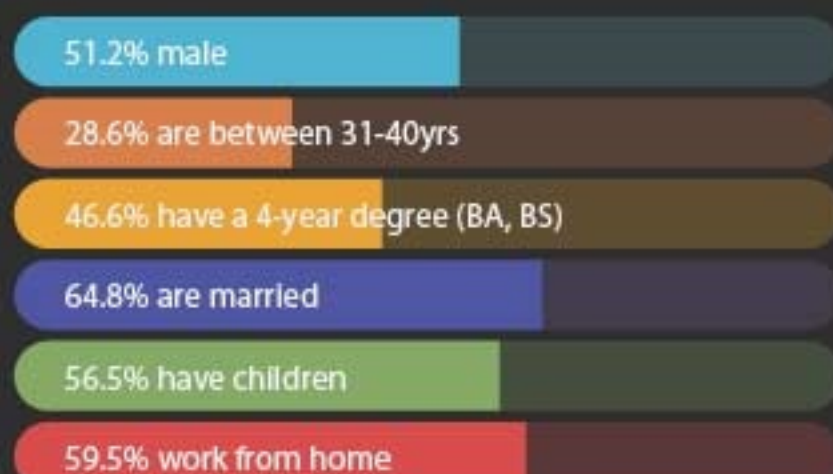 51.2% male
28.6% are between 31-40yrs
46.6% have a 4-year degree (BA, BS)
64.8% are married
56.5% have children
59.5% work from home